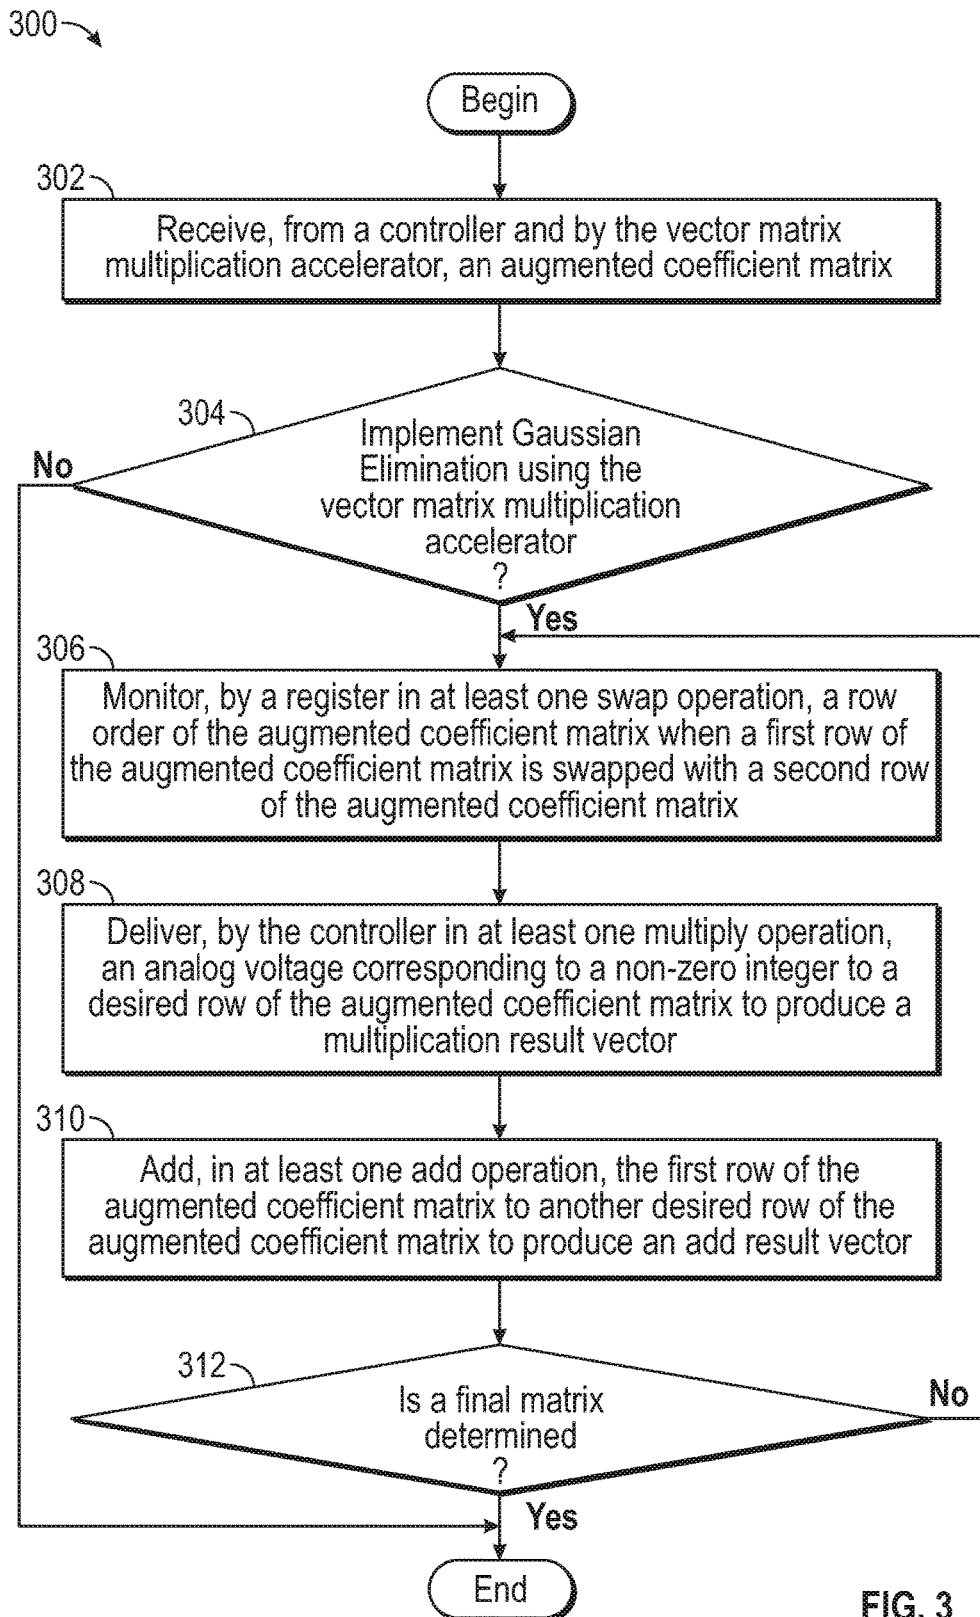 300
Begin
302
Receive, from a controller and by the vector matrix
multiplication accelerator, an augmented coefficient matrix
304
Implement Gaussian
Elimination using the
vector matrix multiplication
accelerator
?
No
Yes
306
Monitor, by a register in at least one swap operation, a row
order of the augmented coefficient matrix when a first row of
the augmented coefficient matrix is swapped with a second row
of the augmented coefficient matrix
308
Deliver, by the controller in at least one multiply operation,
an analog voltage corresponding to a non-zero integer to a
desired row of the augmented coefficient matrix to produce a
multiplication result vector
310
Add, in at least one add operation, the first row of the
augmented coefficient matrix to another desired row of the
augmented coefficient matrix to produce an add result vector
312
Is a final matrix
determined
?
No
Yes
End
FIG. 3